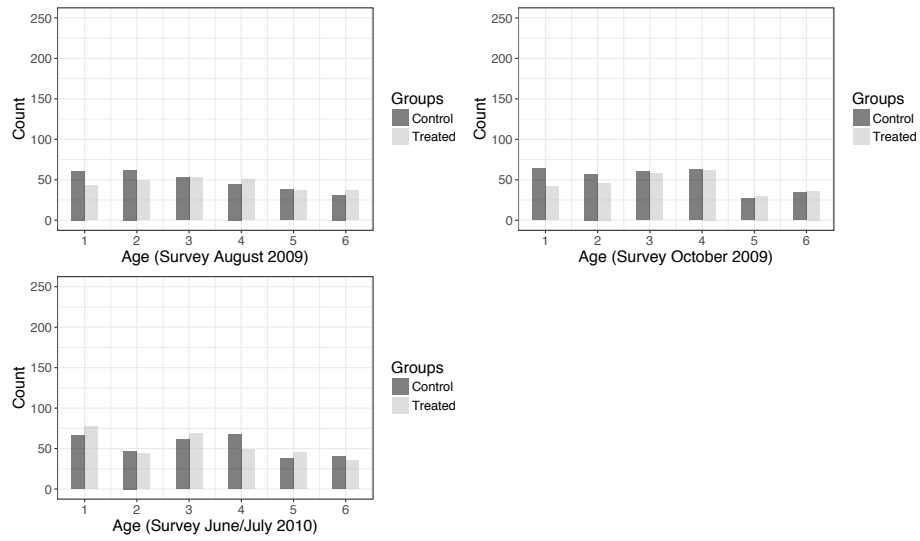 250
200
150
100
50
0
Count
1 2 3 4 5 6
Age (Survey August 2009)
Groups
Control
Treated
250
200
150
100
50
0
Count
1 2 3 4 5 6
Age (Survey October 2009)
Groups
Control
Treated
250
200
150
100
50
0
Count
1 2 3 4 5 6
Age (Survey June/July 2010)
Groups
Control
Treated